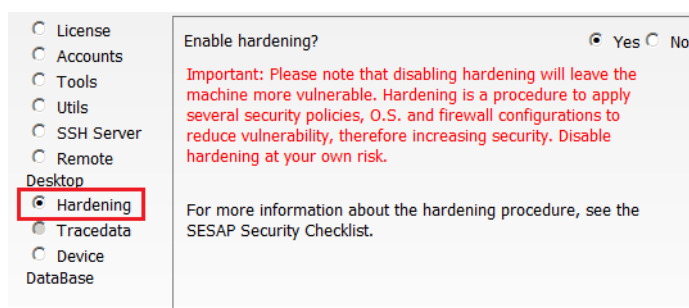 License
Accounts
Tools
Utils
SSH Server
Remote
Desktop
Hardening
Tracedata
Device
DataBase
Enable hardening?
Yes No
Important: Please note that disabling hardening will leave the
machine more vulnerable. Hardening is a procedure to apply
several security policies, O.S. and firewall configurations to
reduce vulnerability, therefore increasing security. Disable
hardening at your own risk.
For more information about the hardening procedure, see the
SESAP Security Checklist.